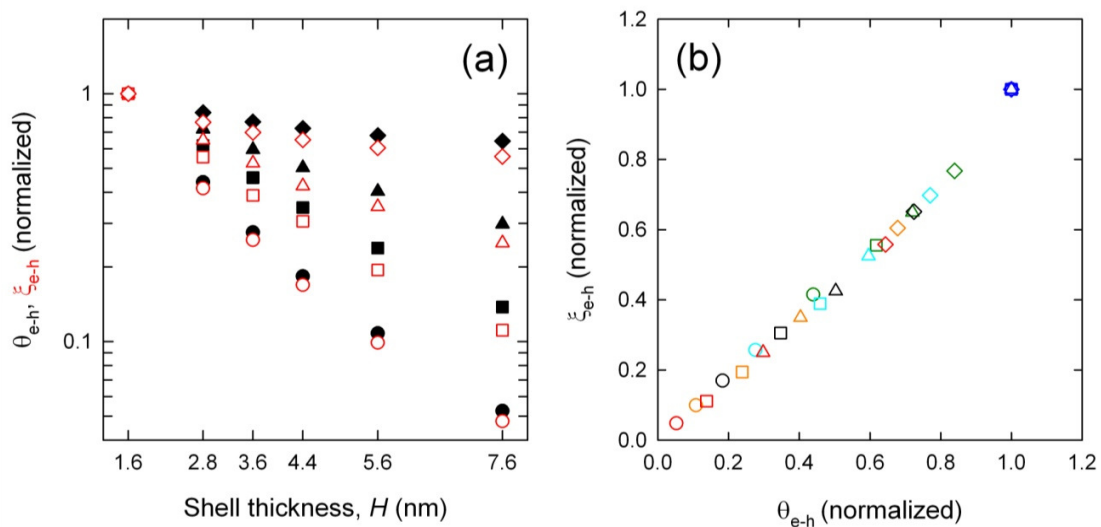 (a)
θe-h, ξe-h (normalized)
1
0.1
1.6 2.8 3.6 4.4 5.6 7.6
Shell thickness, H (nm)
(b)
ξe-h (normalized)
1.2
1.0
0.8
0.6
0.4
0.2
0.0
0.0 0.2 0.4 0.6 0.8 1.0 1.2
θe-h (normalized)